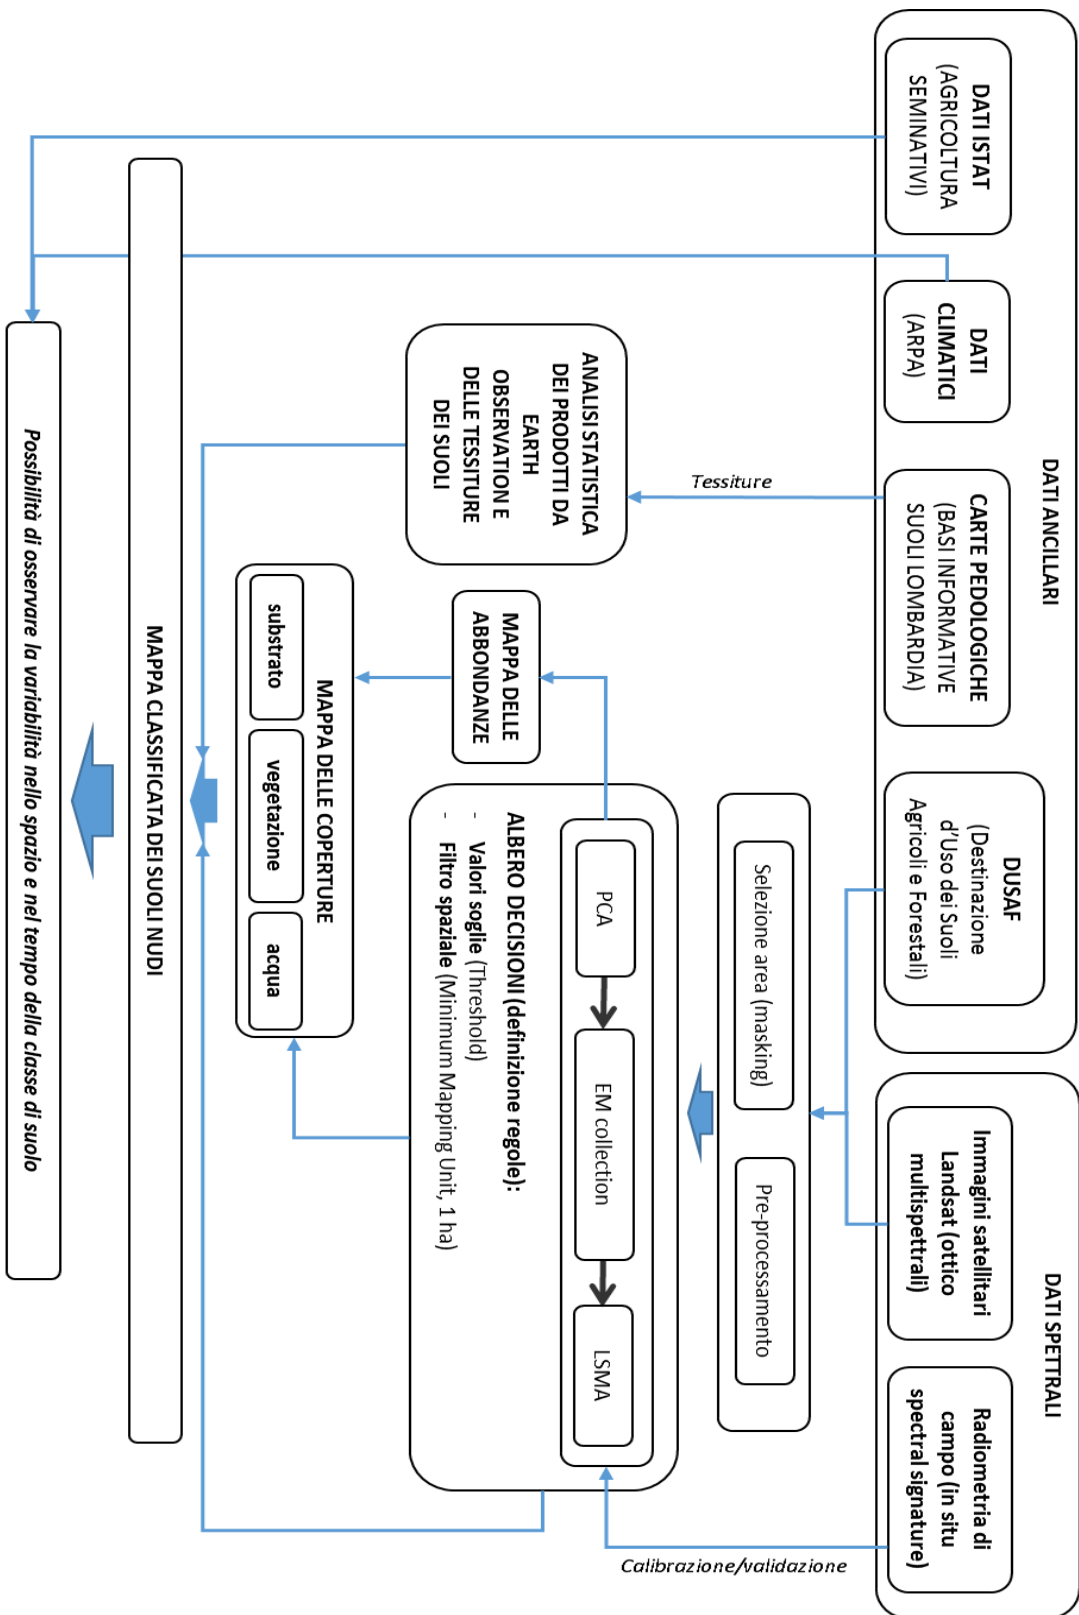 DATI ANCILLARI
DATI ISTAT
(AGRICOLTURA
SEMINATIVI)
DATI
CLIMATICI
(ARPA)
CARTE PEDOLOGICHE
(BASI INFORMATIVE
SUOLI LOMBARDIA)
DUSAF
(Destinazione
d'Uso dei Suoli
Agricoli e Forestali)
DATI SPETTRALI
Immagini satellitari
Landsat (ottico
multispettrali)
Radiometria di
campo (in situ
spectral signature)
Tessiture
Calibrazione/validazione
Selezione area (masking)
Pre-processamento
ANALISI STATISTICA
DEI PRODOTTI DA
EARTH
OBSERVATION E
DELLE TESSITURE
DEI SUOLI
MAPPA DELLE
ABBONDANZE
PCA
EM collection
LSMA
ALBERO DECISIONI (definizione regole):
- Valori soglie (Threshold)
- Filtro spaziale (Minimum Mapping Unit, 1 ha)
MAPPA DELLE COPERTURE
substrato
vegetazione
acqua
MAPPA CLASSIFICATA DEI SUOLI NUDI
Possibilità di osservare la variabilità nello spazio e nel tempo della classe di suolo